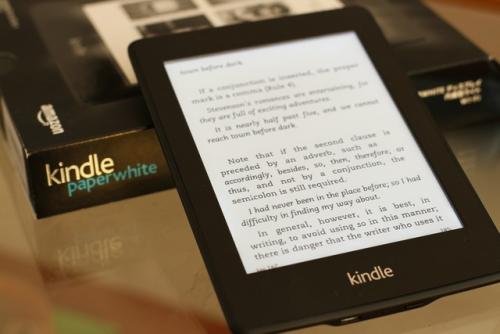 amazon
kindle
paperwhite
town before dark.
If a conjunction is inserted, the proper
mark is a comma (Rule 4).
Stevenson's romances are entertaining, for
they are full of exciting adventures.
It is nearly half past five, and we cannot
reach town before dark.
Note that if the second clause is
preceded by an adverb, such as
accordingly, besides, so, then, therefore, or
thus, and not by a conjunction, the
semicolon is still required.
I had never been in the place before; so I had
difficulty in finding my way about.
In general, however, it is best, in
writing, to avoid using so in this manner;
there is danger that the writer who uses it
kindle